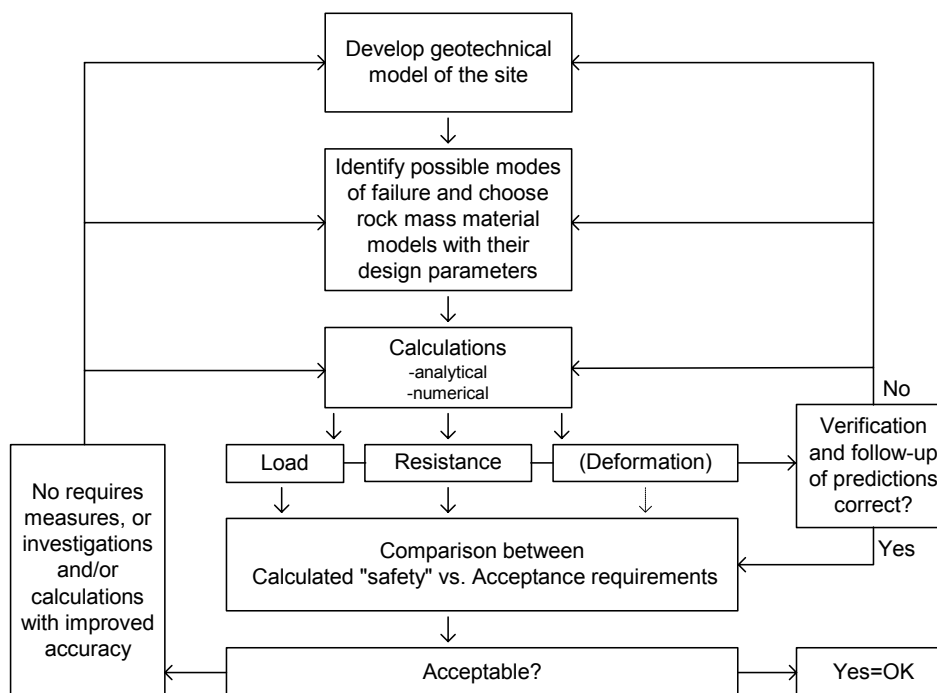 Develop geotechnical
model of the site
Identify possible modes
of failure and choose
rock mass material
models with their
design parameters
Calculations
-analytical
-numerical
Load
Resistance
(Deformation)
No
Verification
and follow-up
of predictions
correct?
Yes
No requires
measures, or
investigations
and/or
calculations
with improved
accuracy
Comparison between
Calculated "safety" vs. Acceptance requirements
Acceptable?
Yes=OK